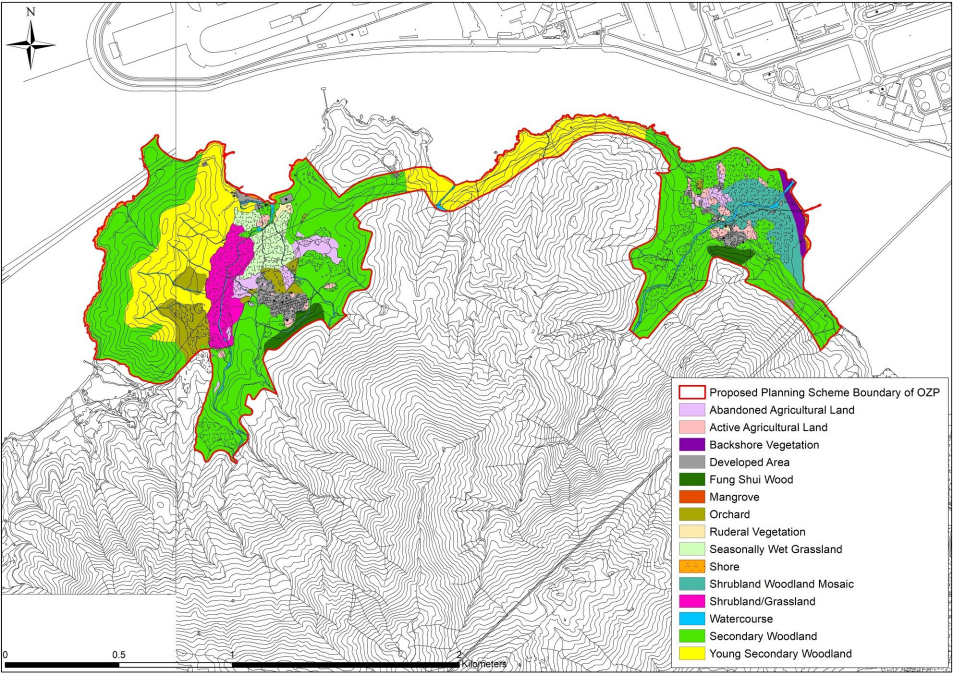 N
Proposed Planning Scheme Boundary of OZP
Abandoned Agricultural Land
Active Agricultural Land
Backshore Vegetation
Developed Area
Fung Shui Wood
Mangrove
Orchard
Ruderal Vegetation
Seasonally Wet Grassland
Shore
Shrubland Woodland Mosaic
Shrubland/Grassland
Watercourse
Secondary Woodland
Young Secondary Woodland
0 0.5 1 2
Kilometers